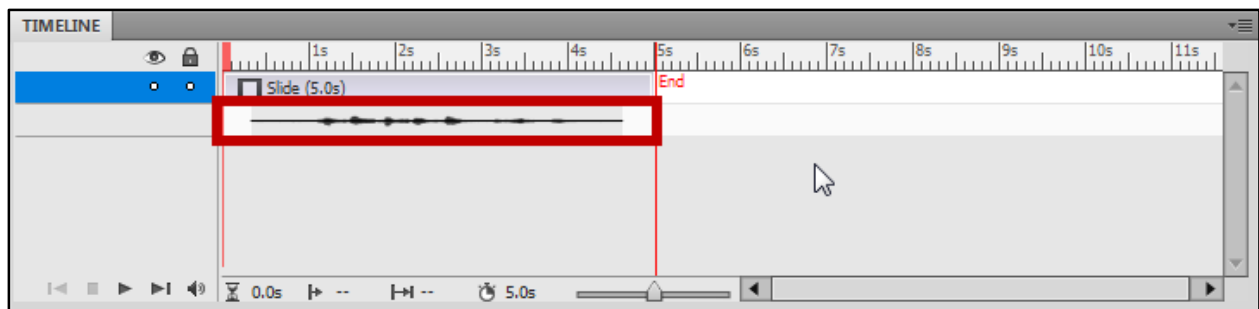 TIMELINE
1s 2s 3s 4s 5s 6s 7s 8s 9s 10s 11s
Slide (5.0s) End
0.0s -- -- 5.0s